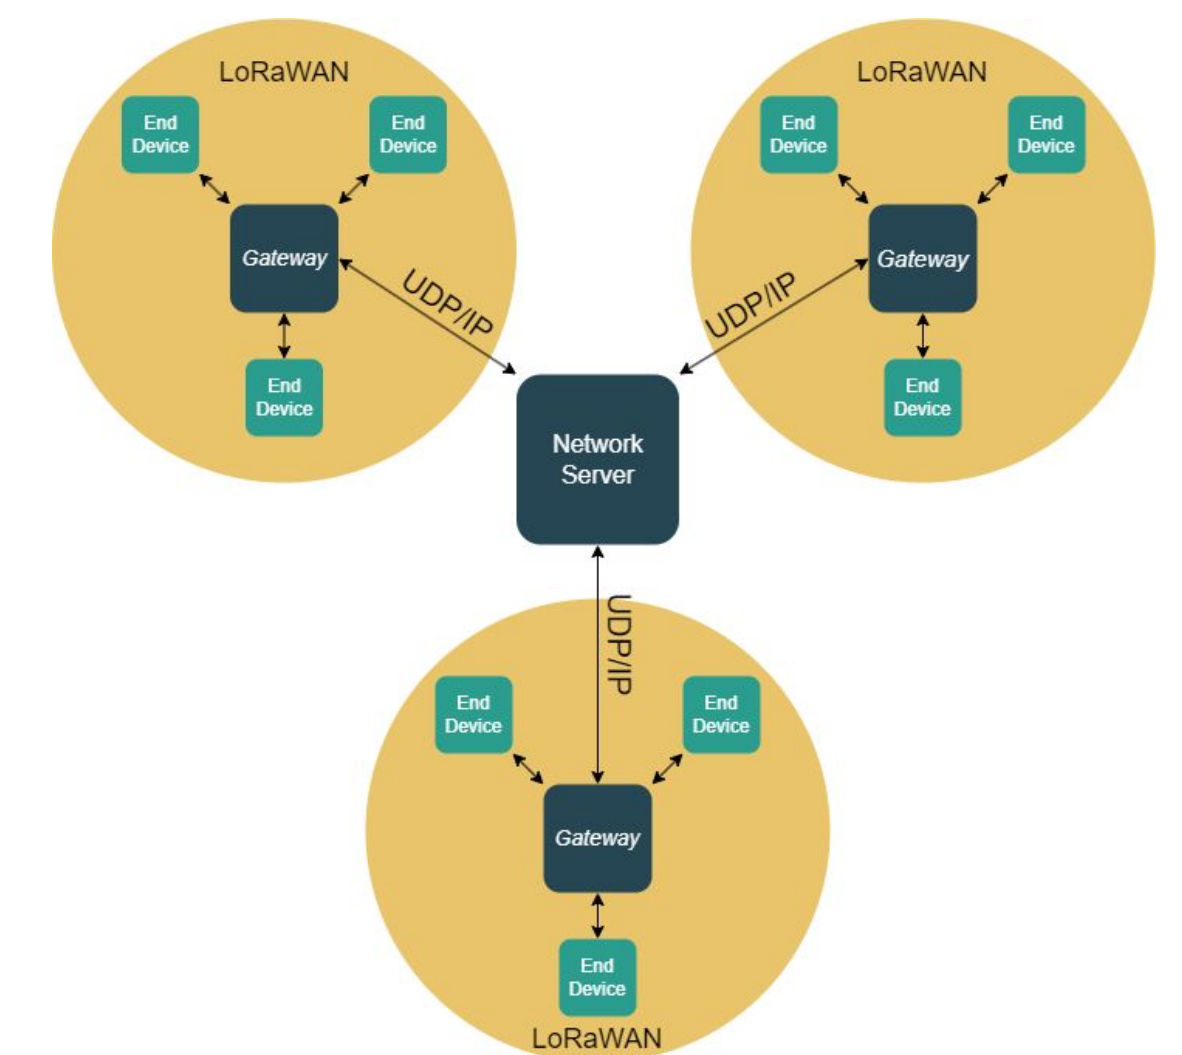 LoRaWAN
End
Device
End
Device
Gateway
UDP/IP
End
Device
LoRaWAN
End
Device
End
Device
Gateway
UDP/IP
End
Device
Network
Server
UDP/IP
End
Device
End
Device
Gateway
End
Device
LoRaWAN